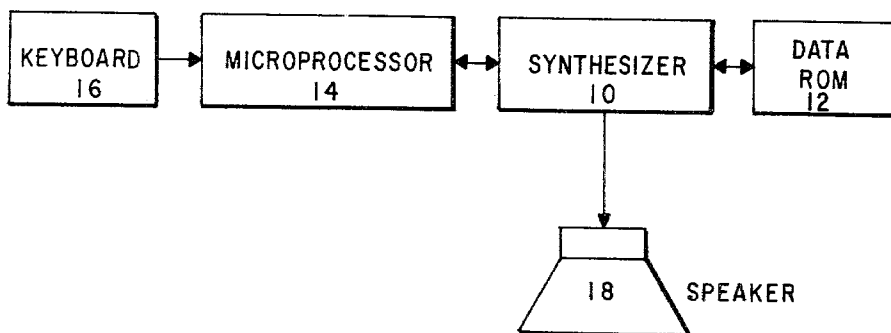 KEYBOARD
16
MICROPROCESSOR
14
SYNTHESIZER
10
DATA
ROM
12
18
SPEAKER